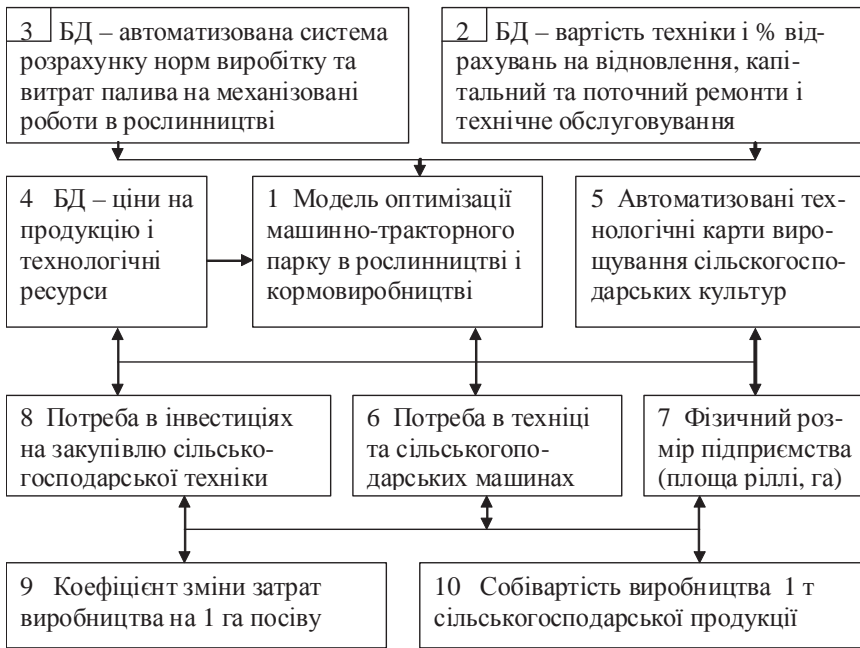 3 БД – автоматизована система
розрахунку норм виробітку та
витрат палива на механізовані
роботи в рослинництві
2 БД – вартість техніки і % від-
рахувань на відновлення, капі-
тальний та поточний ремонти і
технічне обслуговування
4 БД – ціни на
продукцію і
технологічні
ресурси
1 Модель оптимізації
машинно-тракторного
парку в рослинництві і
кормовиробництві
5 Автоматизовані тех-
нологічні карти виро-
щування сільскогоспо-
дарських культур
8 Потреба в інвестиціях
на закупівлю сільсько-
господарської техніки
6 Потреба в техніці
та сільськогопо-
дарських машинах
7 Фізичний роз-
мір підприємства
(площа ріллі, га)
9 Коефіцієнт зміни затрат
виробництва на 1 га посіву
10 Собівартість виробництва 1 т
сільськогосподарської продукції